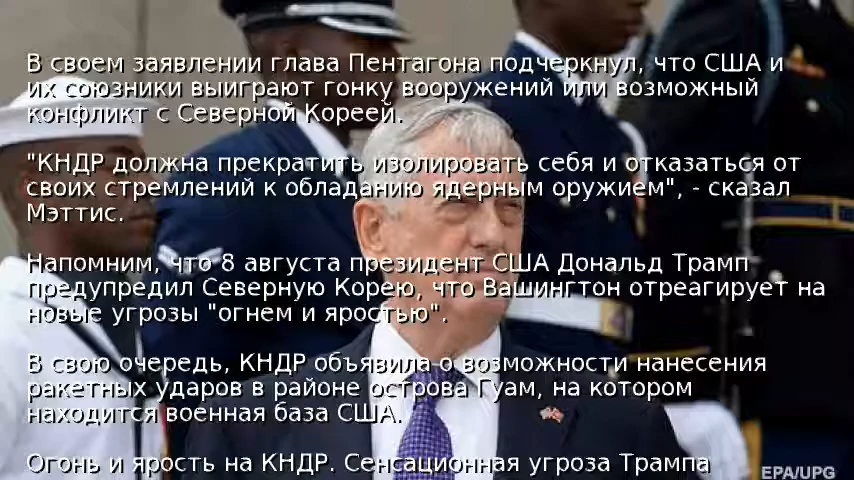 В своем заявлении глава Пентагона подчеркнул, что США и
их союзники выиграют гонку вооружений или возможный
конфликт с Северной Кореей.
"КНДР должна прекратить изолировать себя и отказаться от
своих стремлений к обладанию ядерным оружием", - сказал
Мэттис.
Напомним, что 8 августа президент США Дональд Трамп
предупредил Северную Корею, что Вашингтон отреагирует на
новые угрозы "огнем и яростью".
В свою очередь, КНДР объявила о возможности нанесения
ракетных ударов в районе острова Гуам, на котором
находится военная база США.
Огонь и ярость на КНДР. Сенсационная угроза Трампа
EPA/UPG